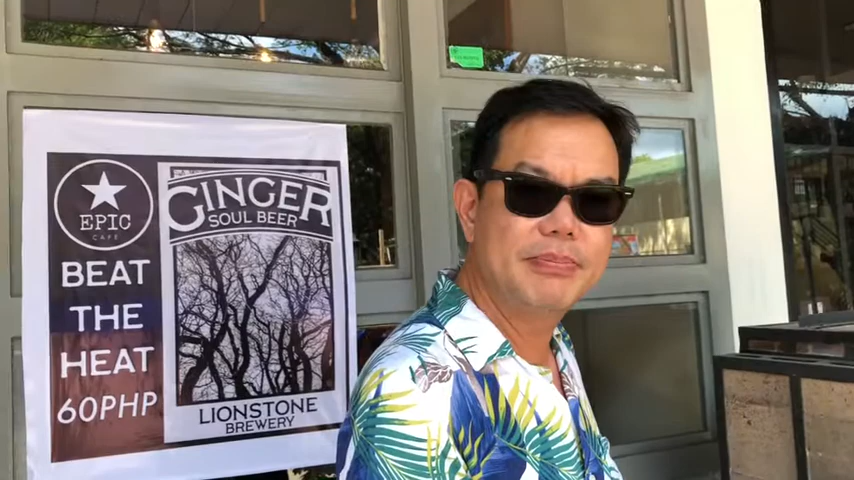 EPIC
CAFE
BEAT
THE
HEAT
60PHP
GINGER
SOUL BEER
LIONSTONE
BREWERY